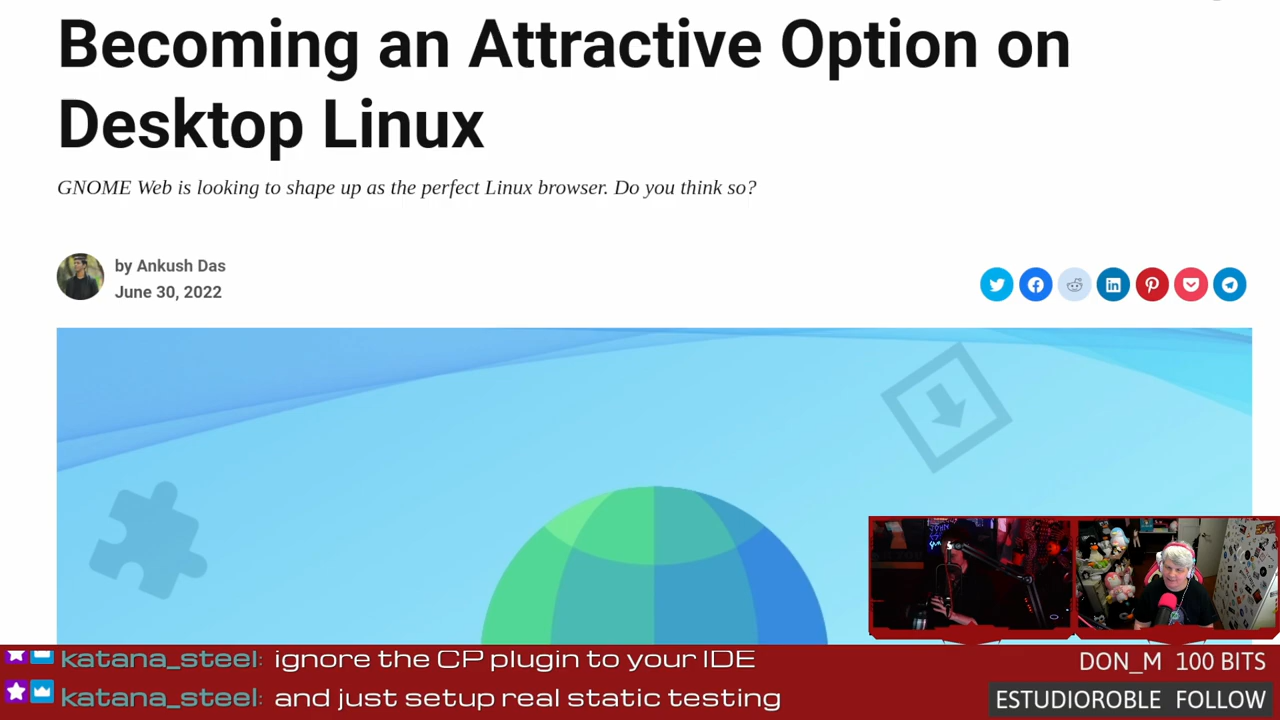 Becoming an Attractive Option on
Desktop Linux
GNOME Web is looking to shape up as the perfect Linux browser. Do you think so?
by Ankush Das
June 30, 2022
katana_steel: ignore the CP plugin to your IDE
katana_steel: and just setup real static testing
DON_M 100 BITS
ESTUDIOROBLE FOLLOW